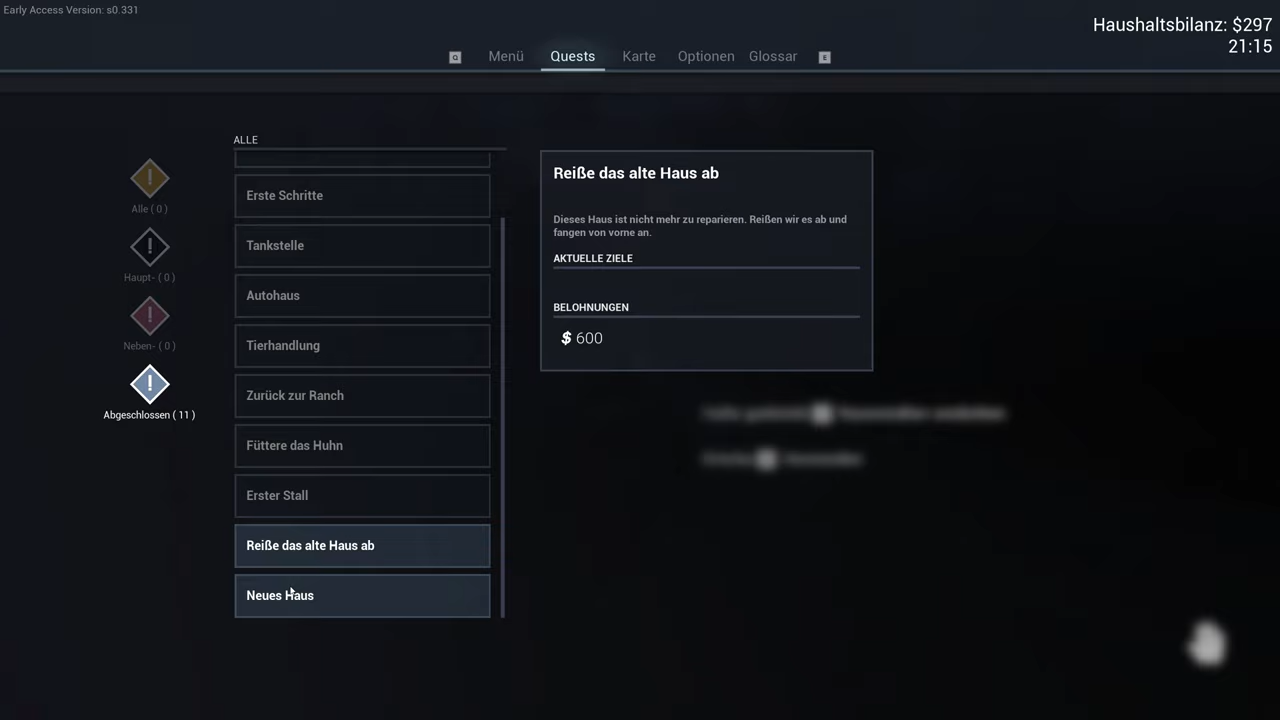 Early Access Version: s0.331
Haushaltsbilanz: $297
21:15
Q
Menü
Quests
Karte
Optionen
Glossar
E
ALLE
Alle ( 0 )
Haupt- ( 0 )
Neben- ( 0 )
Abgeschlossen ( 11 )
Erste Schritte
Tankstelle
Autohaus
Tierhandlung
Zurück zur Ranch
Füttere das Huhn
Erster Stall
Reiße das alte Haus ab
Neues Haus
Reiße das alte Haus ab
Dieses Haus ist nicht mehr zu reparieren. Reißen wir es ab und
fangen von vorne an.
AKTUELLE ZIELE
BELOHNUNGEN
$ 600